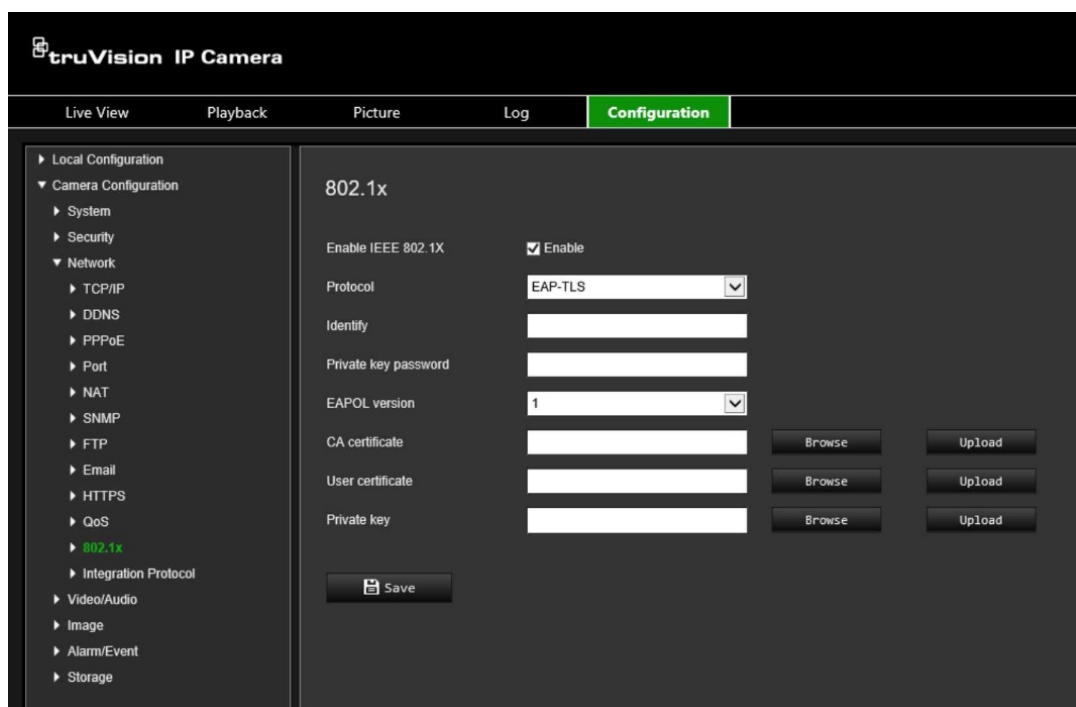 truVision IP Camera
Live View Playback Picture Log Configuration
Local Configuration
Camera Configuration
System
Security
Network
TCP/IP
DDNS
PPPoE
Port
NAT
SNMP
FTP
Email
HTTPS
QoS
802.1x
Integration Protocol
Video/Audio
Image
Alarm/Event
Storage
802.1x
Enable IEEE 802.1X Enable
Protocol EAP-TLS
Identify
Private key password
EAPOL version 1
CA certificate Browse Upload
User certificate Browse Upload
Private key Browse Upload
Save